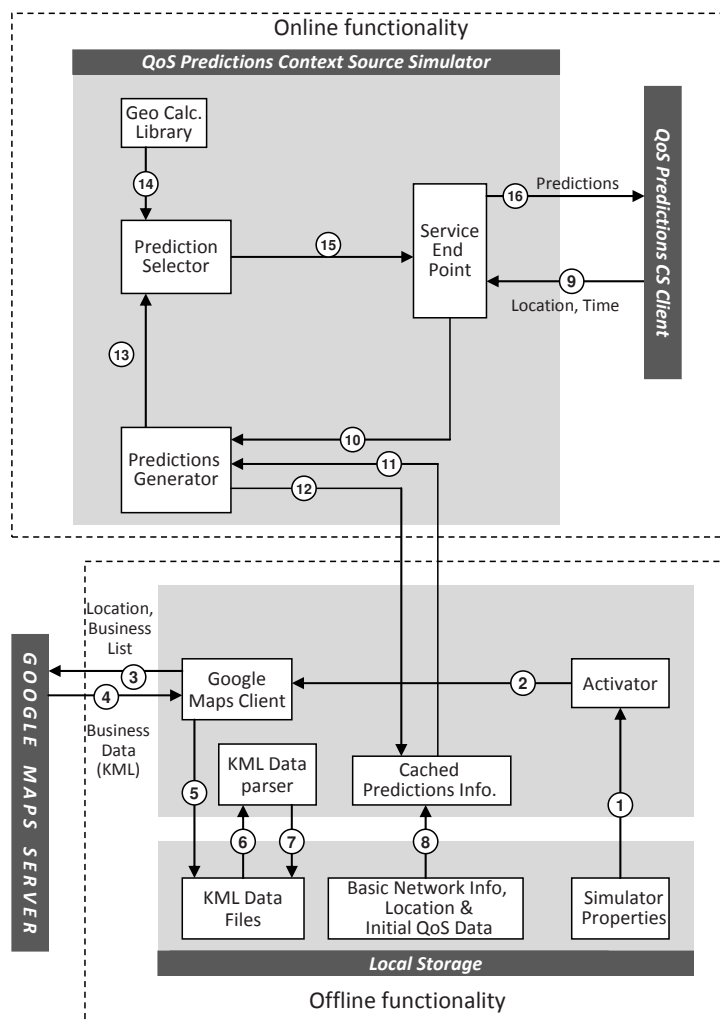 Online functionality
QoS Predictions Context Source Simulator
Geo Calc.
Library
14
Prediction
Selector
15
Service
End
Point
16
Predictions
9
Location, Time
QoS Predictions CS Client
13
10
Predictions
Generator
11
12
Location,
Business
List
3
4
Business
Data
(KML)
GOOGLE MAPS SERVER
Google
Maps Client
2
Activator
5
KML Data
parser
Cached
Predictions Info.
1
6
7
8
KML Data
Files
Basic Network Info,
Location &
Initial QoS Data
Simulator
Properties
Local Storage
Offline functionality